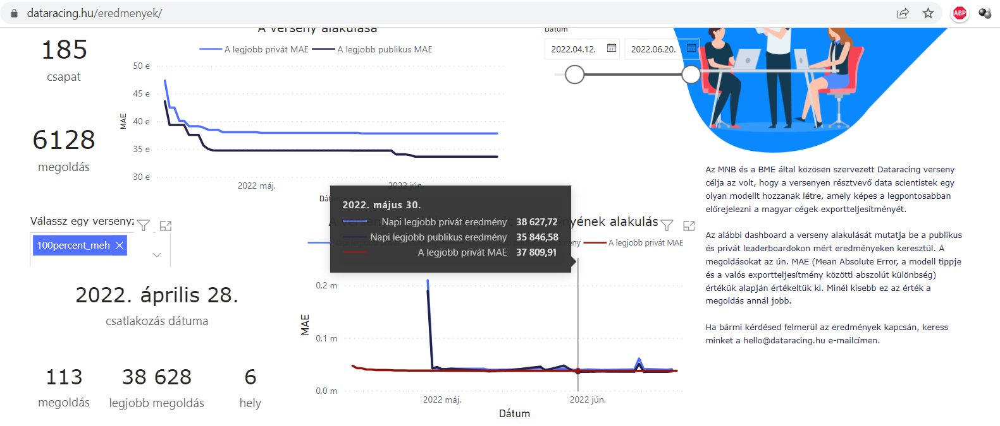 dataracing.hu/eredmenyek/
ABP
A verseny alakulása
A legjobb privát MAE
A legjobb publikus MAE
Dátum
2022.04.12.
2022.06.20.
185
csapat
6128
megoldás
MAE
50 e
45 e
40 e
35 e
30 e
2022 máj.
2022 jún.
Az MNB és a BME által közösen szervezett Dataracing verseny
célja az volt, hogy a versenyen résztvevő data scientistek egy
olyan modellt hozzanak létre, amely képes a legpontosabban
előrejelezni a magyar cégek exportteljesítményét.
Az alábbi dashboard a verseny alakulását mutatja be a publikus
és privát leaderboardokon mért eredményeken keresztül. A
megoldásokat az ún. MAE (Mean Absolute Error, a modell tippje
és a valós exportteljesítmény közötti abszolút különbség)
értékük alapján értékeltük ki. Minél kisebb ez az érték a
megoldás annál jobb.
Ha bármi kérdésed felmerül az eredmények kapcsán, keress
minket a hello@dataracing.hu e-mailcímen.
2022. május 30.
Napi legjobb privát eredmény 38 627,72
Napi legjobb publikus eredmény 35 846,58
A legjobb privát MAE 37 809,91
Válassz egy verseny
100percent_meh
alakulás
A legjobb privát MAE
2022. április 28.
csatlakozás dátuma
113
megoldás
38 628
legjobb megoldás
6
hely
MAE
0,2 m
0,1 m
0,0 m
2022 máj.
2022 jún.
Dátum